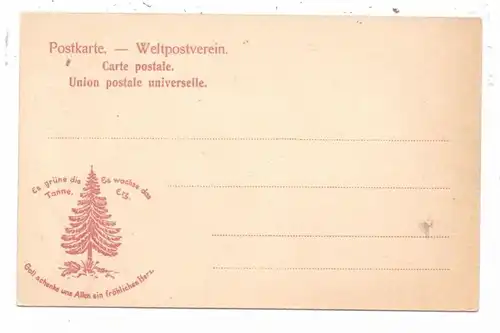 Postkarte. — Weltpostverein.
Carte postale.
Union postale universelle.
Es grüne die Tanne,
Es wachse das Erz.
Gott schenke uns Allen ein fröhliches Herz.